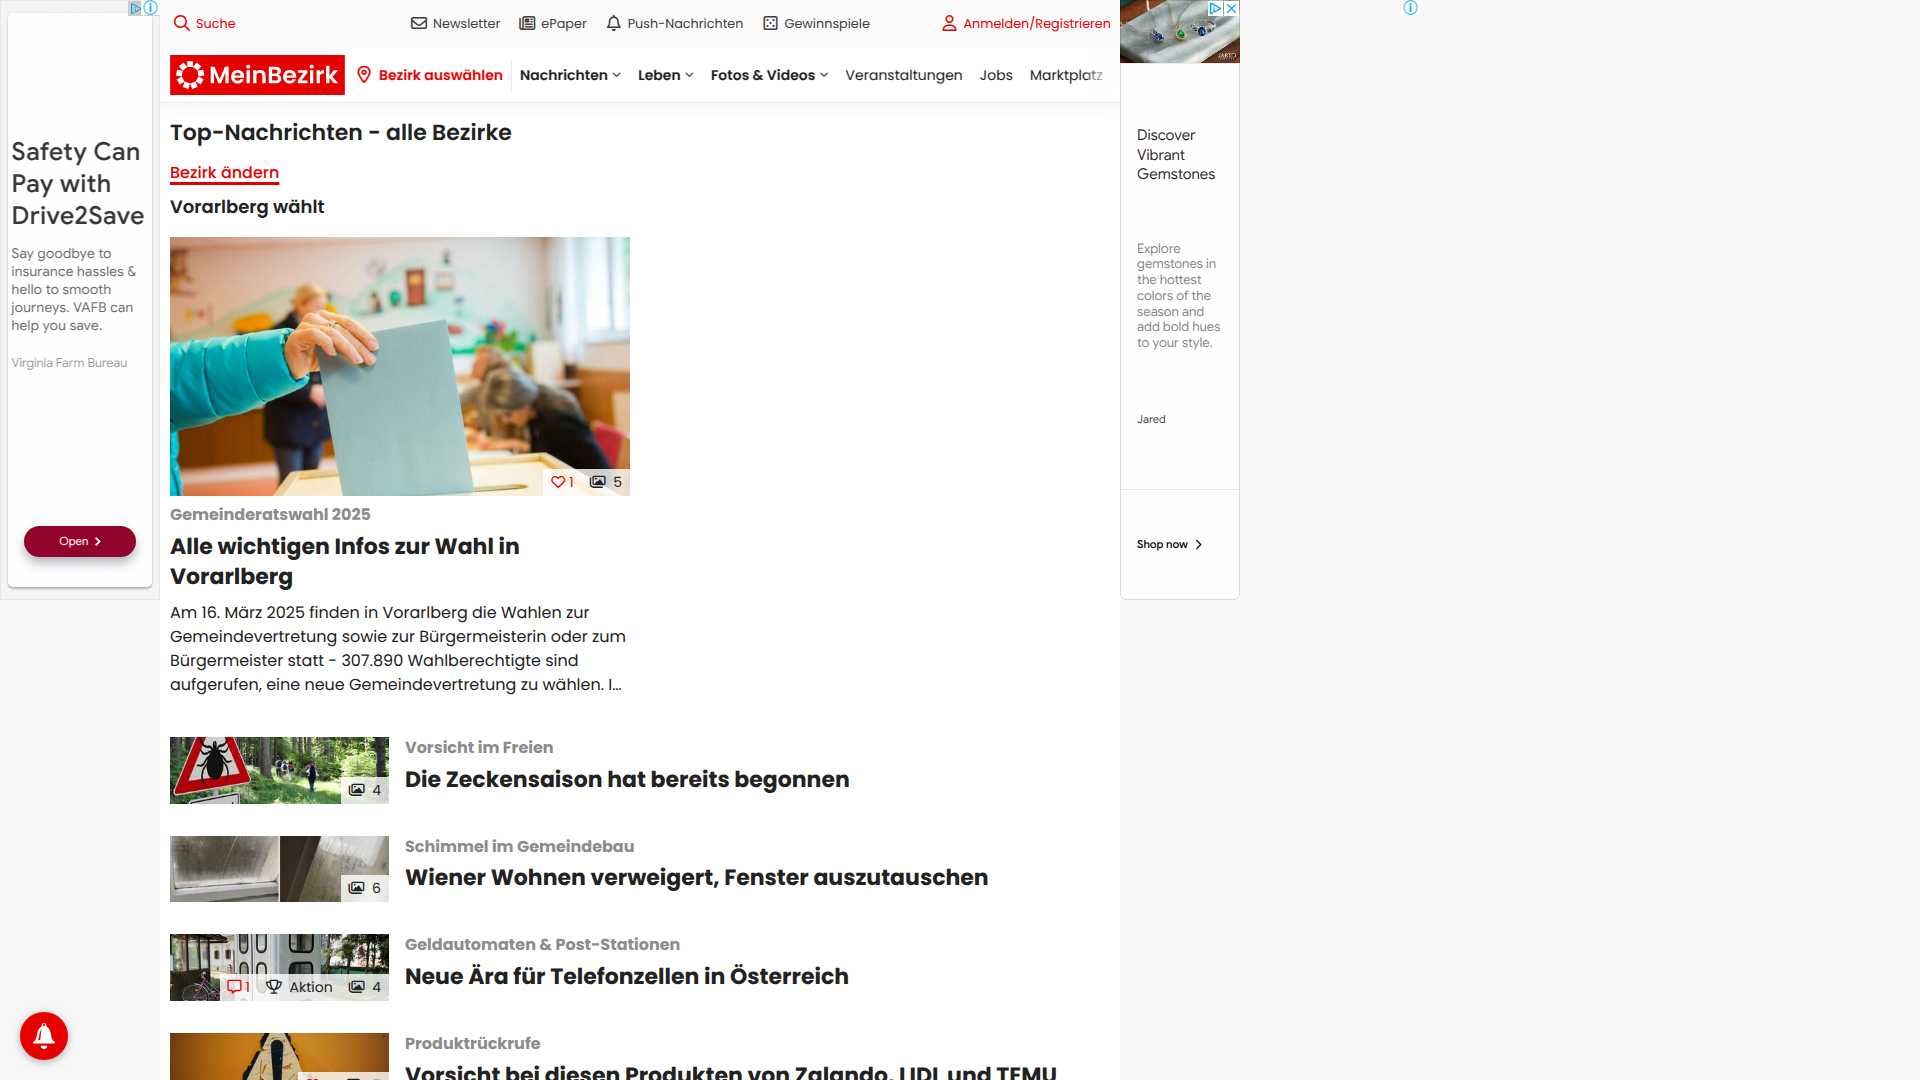 Suche
Newsletter
ePaper
Push-Nachrichten
Gewinnspiele
Anmelden/Registrieren
MeinBezirk
Bezirk auswählen
Nachrichten
Leben
Fotos & Videos
Veranstaltungen
Jobs
Marktplatz
Safety Can
Pay with
Drive2Save
Say goodbye to
insurance hassles &
hello to smooth
journeys. VAFB can
help you save.
Virginia Farm Bureau
Open
Top-Nachrichten - alle Bezirke
Bezirk ändern
Vorarlberg wählt
1
5
Gemeinderatswahl 2025
Alle wichtigen Infos zur Wahl in
Vorarlberg
Am 16. März 2025 finden in Vorarlberg die Wahlen zur
Gemeindevertretung sowie zur Bürgermeisterin oder zum
Bürgermeister statt - 307.890 Wahlberechtigte sind
aufgerufen, eine neue Gemeindevertretung zu wählen. I...
4
Vorsicht im Freien
Die Zeckensaison hat bereits begonnen
6
Schimmel im Gemeindebau
Wiener Wohnen verweigert, Fenster auszutauschen
1
Aktion
4
Geldautomaten & Post-Stationen
Neue Ära für Telefonzellen in Österreich
Produktrückrufe
Vorsicht bei diesen Produkten von Zalando, LIDL und TEMU
JARED
Discover
Vibrant
Gemstones
Explore
gemstones in
the hottest
colors of the
season and
add bold hues
to your style.
Jared
Shop now